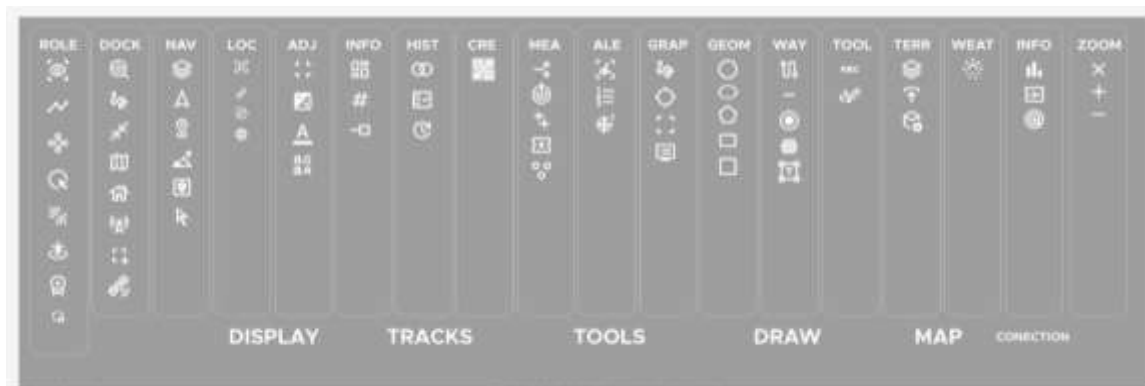 ROLE DOCK NAV LOC ADJ INFO HIST CRE MEA ALE GRAP GEOM WAY TOOL TERR WEAT INFO ZOOM
ABC
DISPLAY TRACKS TOOLS DRAW MAP CONECTION